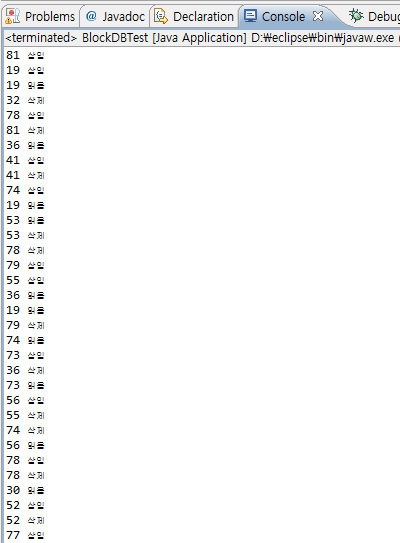 Problems @ Javadoc Declaration Console Debug
<terminated> BlockDBTest [Java Application] D:₩eclipse₩bin₩javaw.exe (
81 삽입
19 삽입
19 읽음
32 삭제
78 삽입
81 삭제
36 읽음
41 삽입
41 삭제
74 삽입
19 읽음
53 읽음
53 삭제
78 삭제
79 삽입
55 삽입
36 읽음
19 읽음
79 삭제
74 읽음
73 삽입
36 삭제
73 읽음
56 삽입
55 삭제
74 삭제
56 읽음
78 삽입
78 삭제
30 읽음
52 삽입
52 삭제
77 삽입